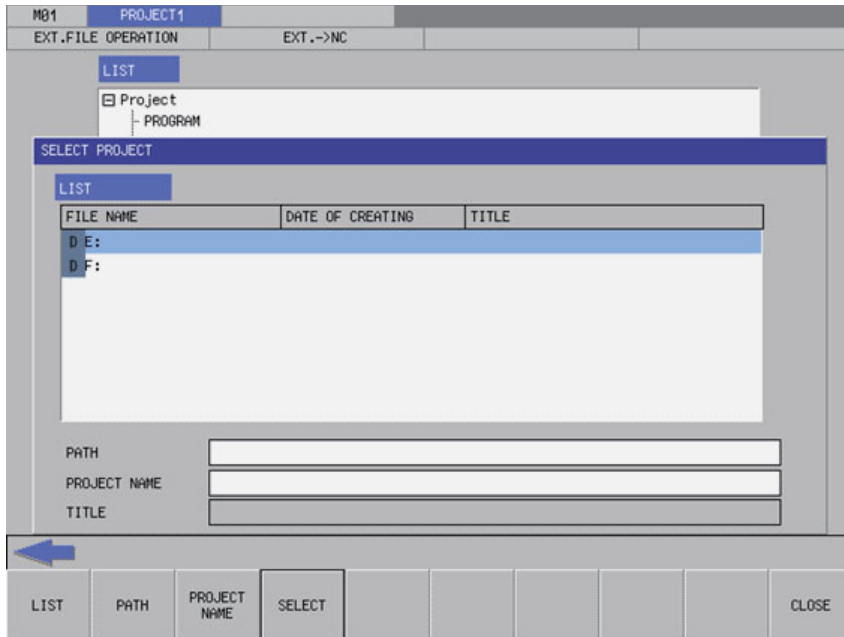 M01 PROJECT1
EXT.FILE OPERATION EXT.->NC
LIST
Project
PROGRAM
SELECT PROJECT
LIST
FILE NAME DATE OF CREATING TITLE
D E:
D F:
PATH
PROJECT NAME
TITLE
LIST PATH PROJECT NAME SELECT CLOSE